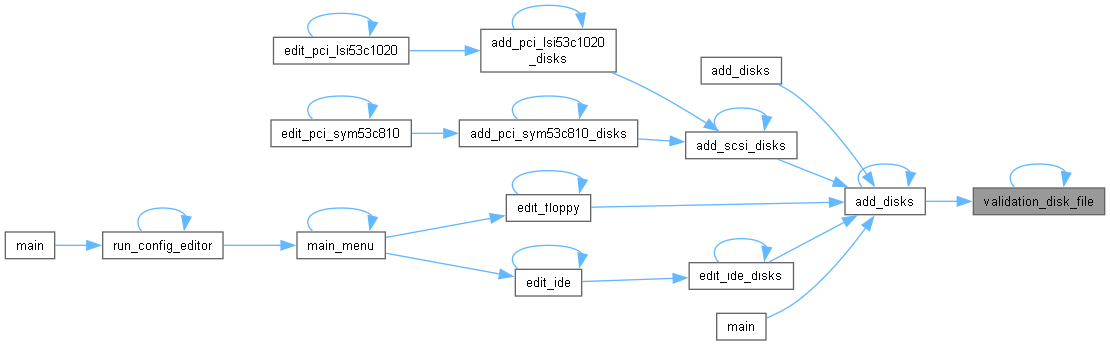 edit_pci_lsi53c1020
add_pci_lsi53c1020
_disks
add_disks
edit_pci_sym53c810
add_pci_sym53c810_disks
add_scsi_disks
edit_floppy
add_disks
validation_disk_file
main
run_config_editor
main_menu
edit_ide
edit_ide_disks
main